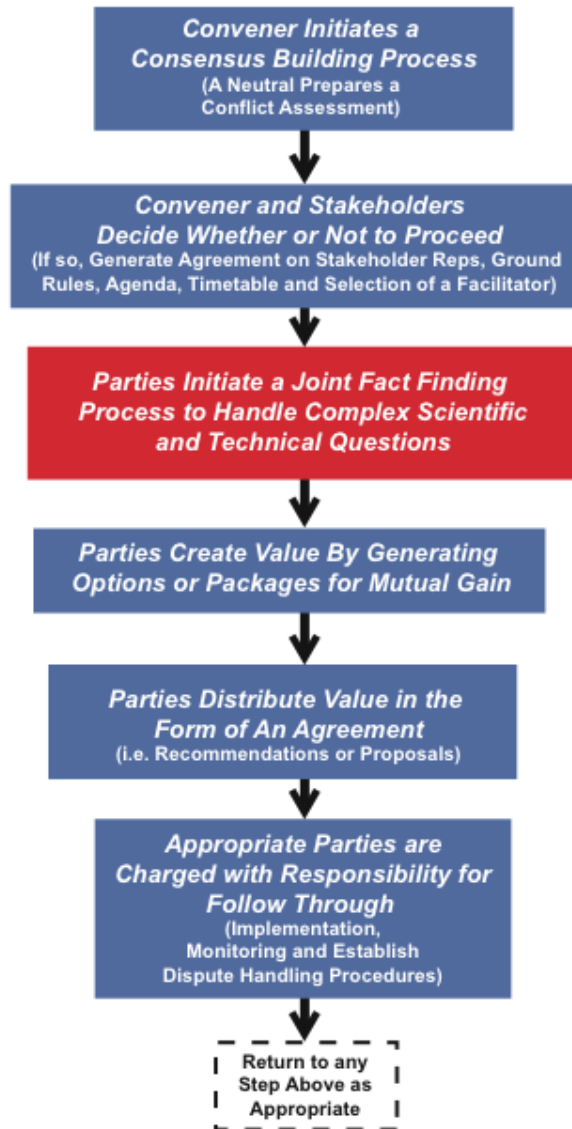 Convener Initiates a
Consensus Building Process
(A Neutral Prepares a
Conflict Assessment)
Convener and Stakeholders
Decide Whether or Not to Proceed
(If so, Generate Agreement on Stakeholder Reps, Ground
Rules, Agenda, Timetable and Selection of a Facilitator)
Parties Initiate a Joint Fact Finding
Process to Handle Complex Scientific
and Technical Questions
Parties Create Value By Generating
Options or Packages for Mutual Gain
Parties Distribute Value in the
Form of An Agreement
(i.e. Recommendations or Proposals)
Appropriate Parties are
Charged with Responsibility for
Follow Through
(Implementation,
Monitoring and Establish
Dispute Handling Procedures)
Return to any
Step Above as
Appropriate